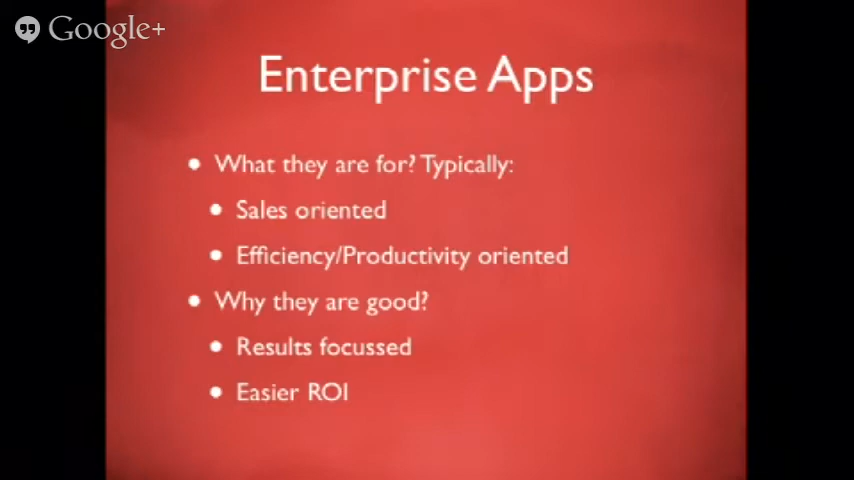 Google+
Enterprise Apps
• What they are for? Typically:
• Sales oriented
• Efficiency/Productivity oriented
• Why they are good?
• Results focussed
• Easier ROI